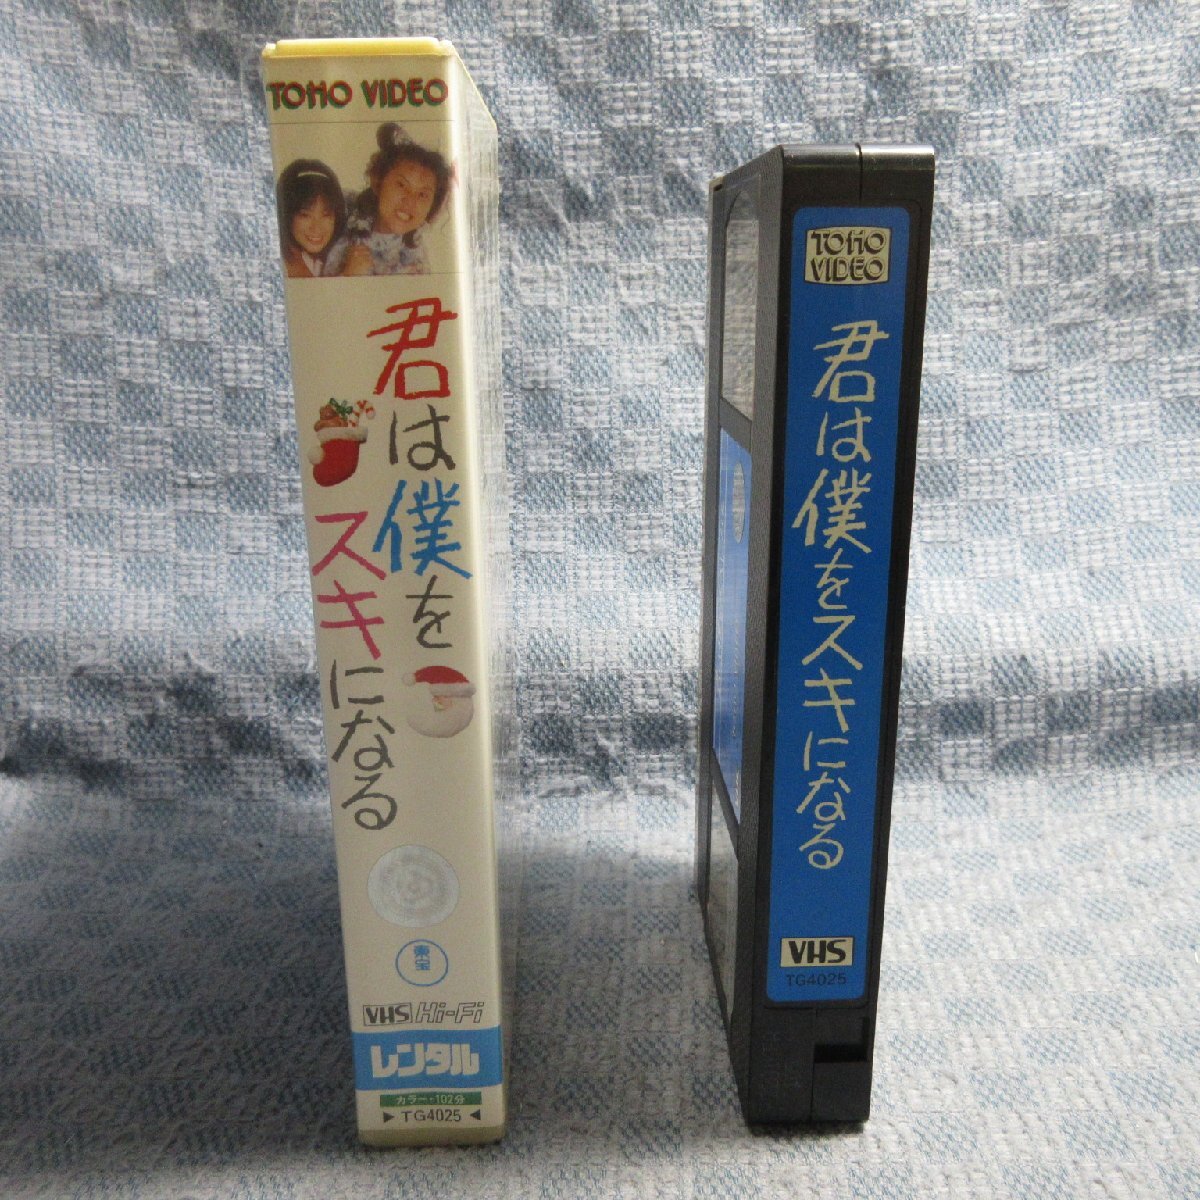 TOHO VIDEO
君は僕を
スキになる
東宝
VHS Hi-Fi
レンタル
カラー・102分
▶ TG4025 ◀
TOHO
VIDEO
君は僕をスキになる
VHS
TG4025